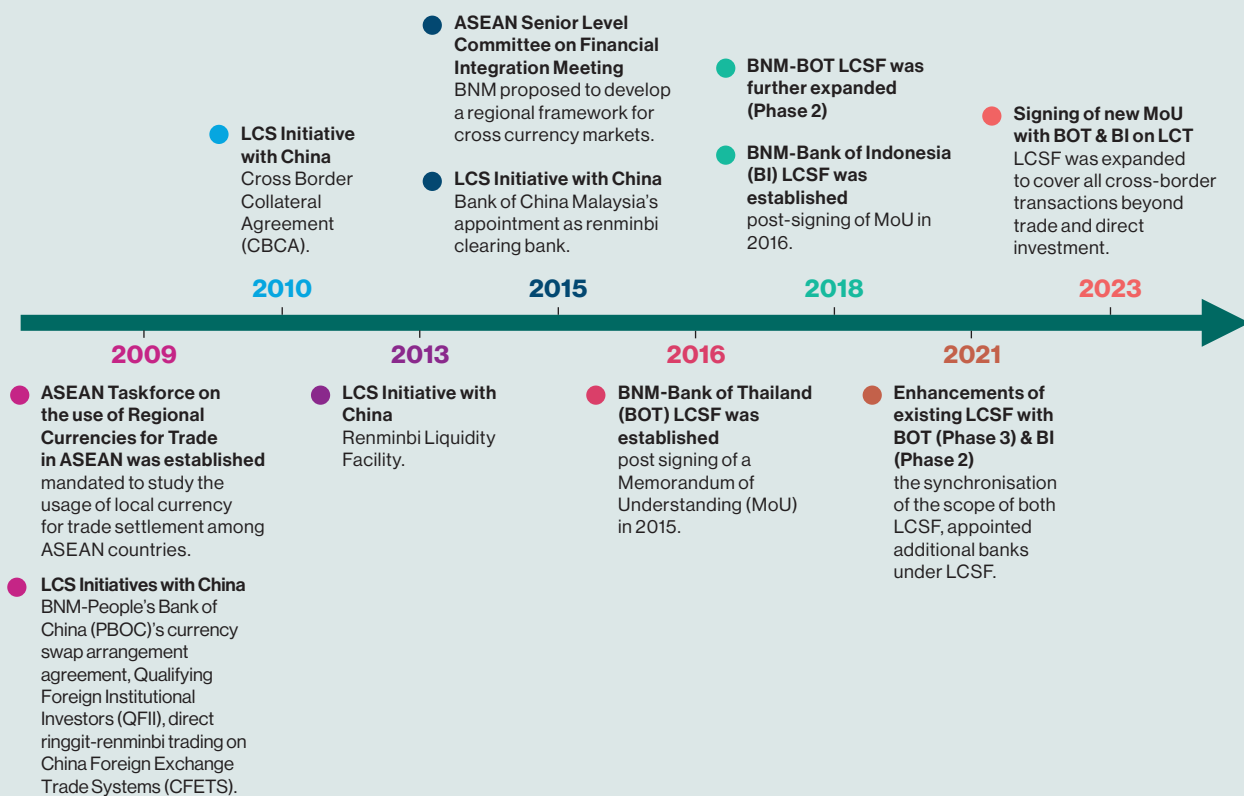 LCS Initiative
with China
Cross Border
Collateral
Agreement
(CBCA).
2010
ASEAN Senior Level
Committee on Financial
Integration Meeting
BNM proposed to develop
a regional framework for
cross currency markets.
LCS Initiative with China
Bank of China Malaysia’s
appointment as renminbi
clearing bank.
2015
BNM-BOT LCSF was
further expanded
(Phase 2)
BNM-Bank of Indonesia
(BI) LCSF was
established
post-signing of MoU in
2016.
2018
Signing of new MoU
with BOT & BI on LCT
LCSF was expanded
to cover all cross-border
transactions beyond
trade and direct
investment.
2023
2009
ASEAN Taskforce on
the use of Regional
Currencies for Trade
in ASEAN was established
mandated to study the
usage of local currency
for trade settlement among
ASEAN countries.
LCS Initiatives with China
BNM-People’s Bank of
China (PBOC)’s currency
swap arrangement
agreement, Qualifying
Foreign Institutional
Investors (QFII), direct
ringgit-renminbi trading on
China Foreign Exchange
Trade Systems (CFETS).
2013
LCS Initiative with
China
Renminbi Liquidity
Facility.
2016
BNM-Bank of Thailand
(BOT) LCSF was
established
post signing of a
Memorandum of
Understanding (MoU)
in 2015.
2021
Enhancements of
existing LCSF with
BOT (Phase 3) & BI
(Phase 2)
the synchronisation
of the scope of both
LCSF, appointed
additional banks
under LCSF.